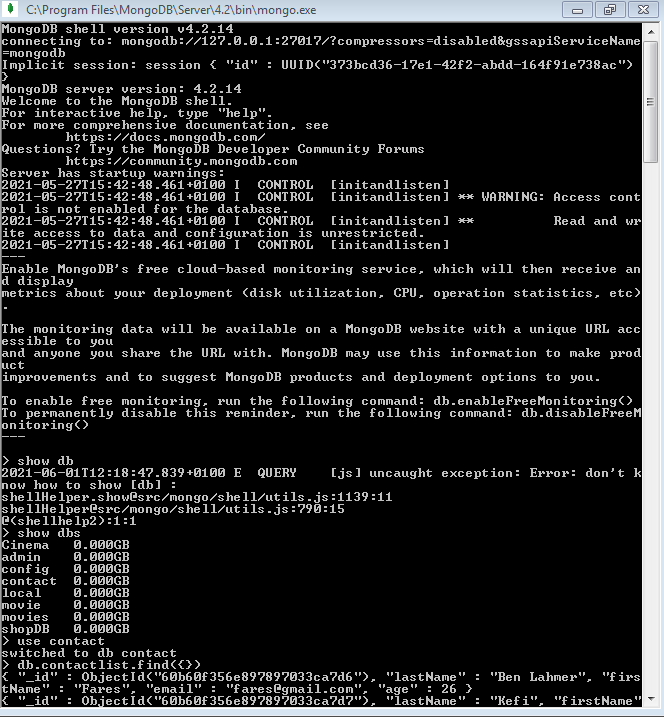 C:\Program Files\MongoDB\Server\4.2\bin\mongo.exe
MongoDB shell version v4.2.14
connecting to: mongodb://127.0.0.1:27017/?compressors=disabled&gssapiServiceName
=mongodb
Implicit session: session { "id" : UUID("373bcd36-17e1-42f2-abdd-164f91e738ac")
}
MongoDB server version: 4.2.14
Welcome to the MongoDB shell.
For interactive help, type "help".
For more comprehensive documentation, see
https://docs.mongodb.com/
Questions? Try the MongoDB Developer Community Forums
https://community.mongodb.com
Server has startup warnings:
2021-05-27T15:42:48.461+0100 I  CONTROL  [initandlisten]
2021-05-27T15:42:48.461+0100 I  CONTROL  [initandlisten] ** WARNING: Access cont
rol is not enabled for the database.
2021-05-27T15:42:48.461+0100 I  CONTROL  [initandlisten] **          Read and wr
ite access to data and configuration is unrestricted.
2021-05-27T15:42:48.461+0100 I  CONTROL  [initandlisten]
---
Enable MongoDB's free cloud-based monitoring service, which will then receive an
d display
metrics about your deployment (disk utilization, CPU, operation statistics, etc)
.
The monitoring data will be available on a MongoDB website with a unique URL acc
essible to you
and anyone you share the URL with. MongoDB may use this information to make prod
uct
improvements and to suggest MongoDB products and deployment options to you.
To enable free monitoring, run the following command: db.enableFreeMonitoring()
To permanently disable this reminder, run the following command: db.disableFreeM
onitoring()
---
> show db
2021-06-01T12:18:47.839+0100 E  QUERY    [js] uncaught exception: Error: don't k
now how to show [db] :
shellHelper.show@src/mongo/shell/utils.js:1139:11
shellHelper@src/mongo/shell/utils.js:790:15
@(shellhelp2):1:1
> show dbs
Cinema   0.000GB
admin    0.000GB
config   0.000GB
contact  0.000GB
local    0.000GB
movie    0.000GB
movies   0.000GB
shopDB   0.000GB
> use contact
switched to db contact
> db.contactlist.find({})
{ "_id" : ObjectId("60b60f356e897897033ca7d6"), "lastName" : "Ben Lahmer", "firs
tName" : "Fares", "email" : "fares@gmail.com", "age" : 26 }
{ "_id" : ObjectId("60b60f356e897897033ca7d7"), "lastName" : "Kefi", "firstName"